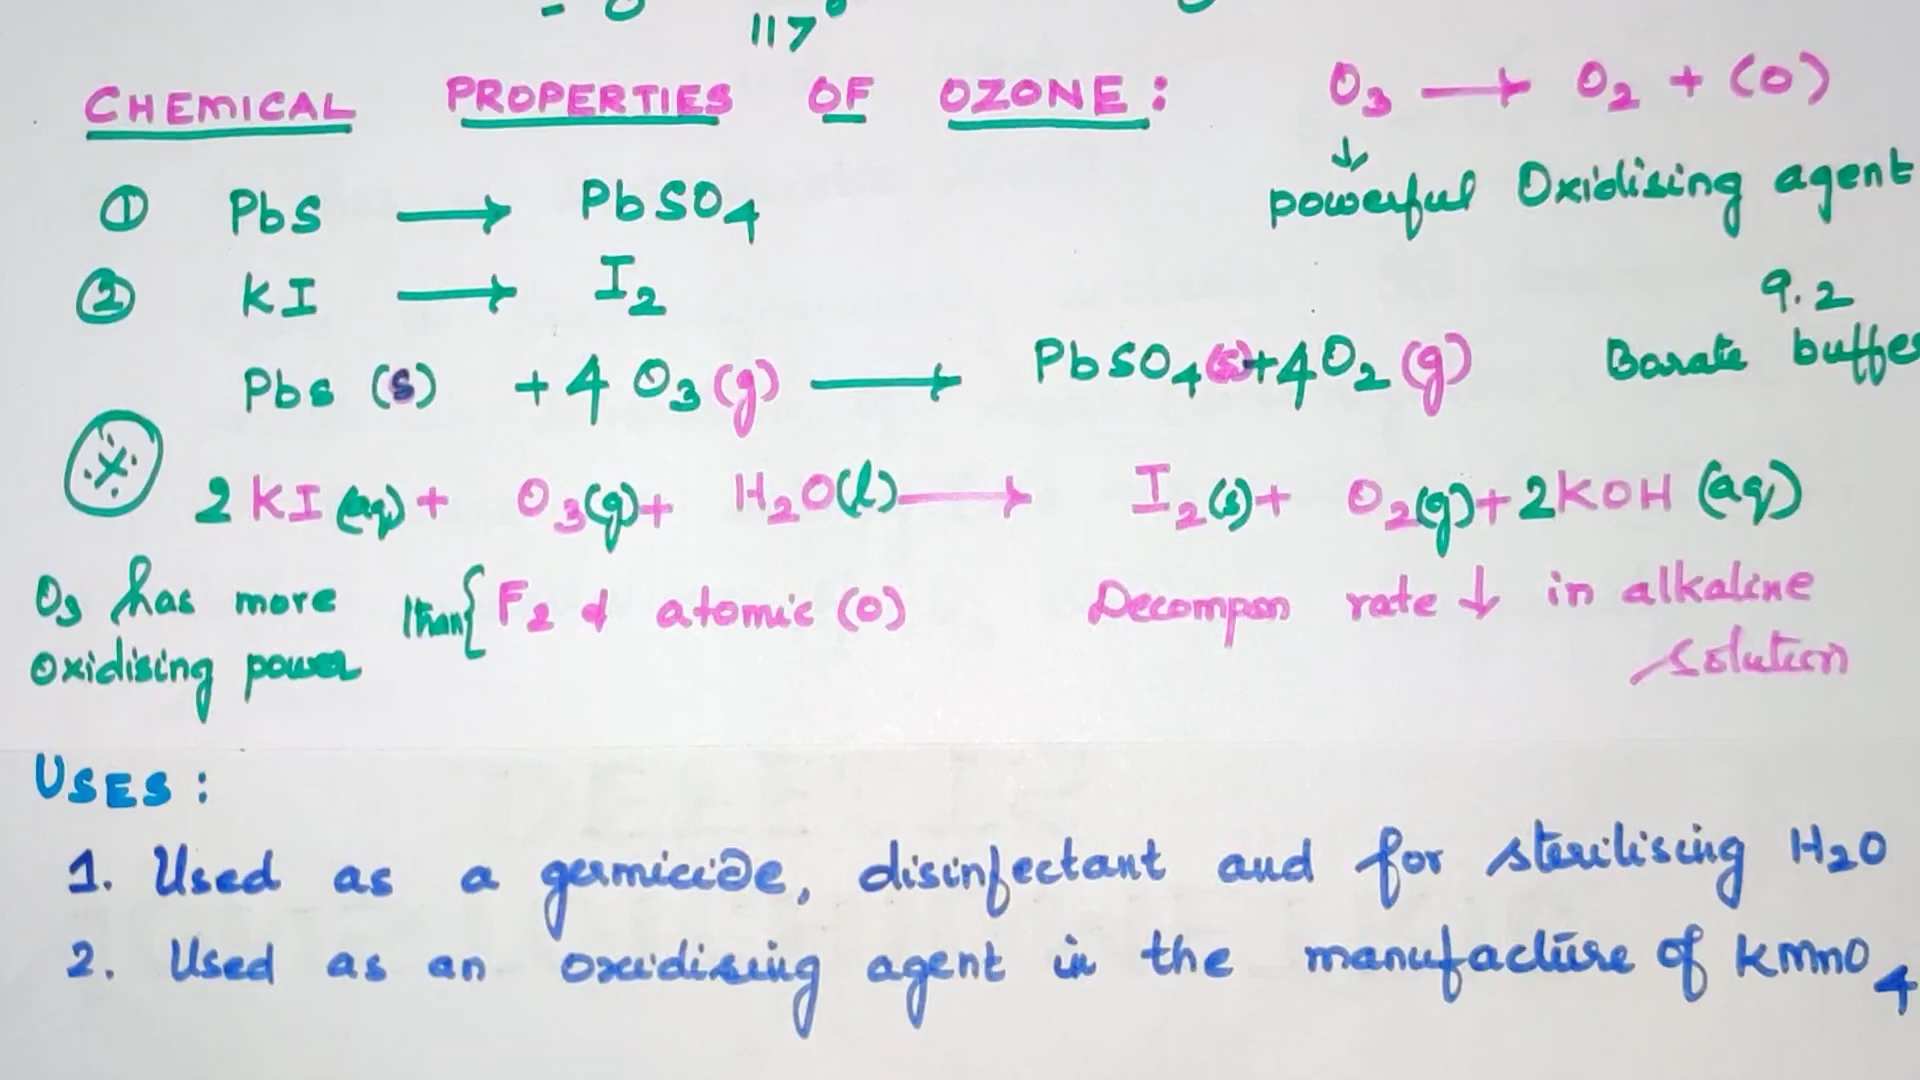 117°
CHEMICAL PROPERTIES OF OZONE:
O₃ → O₂ + (O)
↓
powerful Oxidising agent
① PbS → PbSO₄
② KI → I₂
9.2
Barate buffer
Pbs (s) + 4 O₃ (g) → PbSO₄(s)+4O₂ (g)
2KI(aq)+ O₃(g)+ H₂O(l) → I₂(s)+ O₂(g)+2KOH (aq)
O₃ has more oxidising power than { F₂ & atomic (O)
Decompon rate ↓ in alkaline solution
USES:
1. Used as a germicide, disinfectant and for sterilising H₂O
2. Used as an oxidising agent in the manufacture of KMnO₄